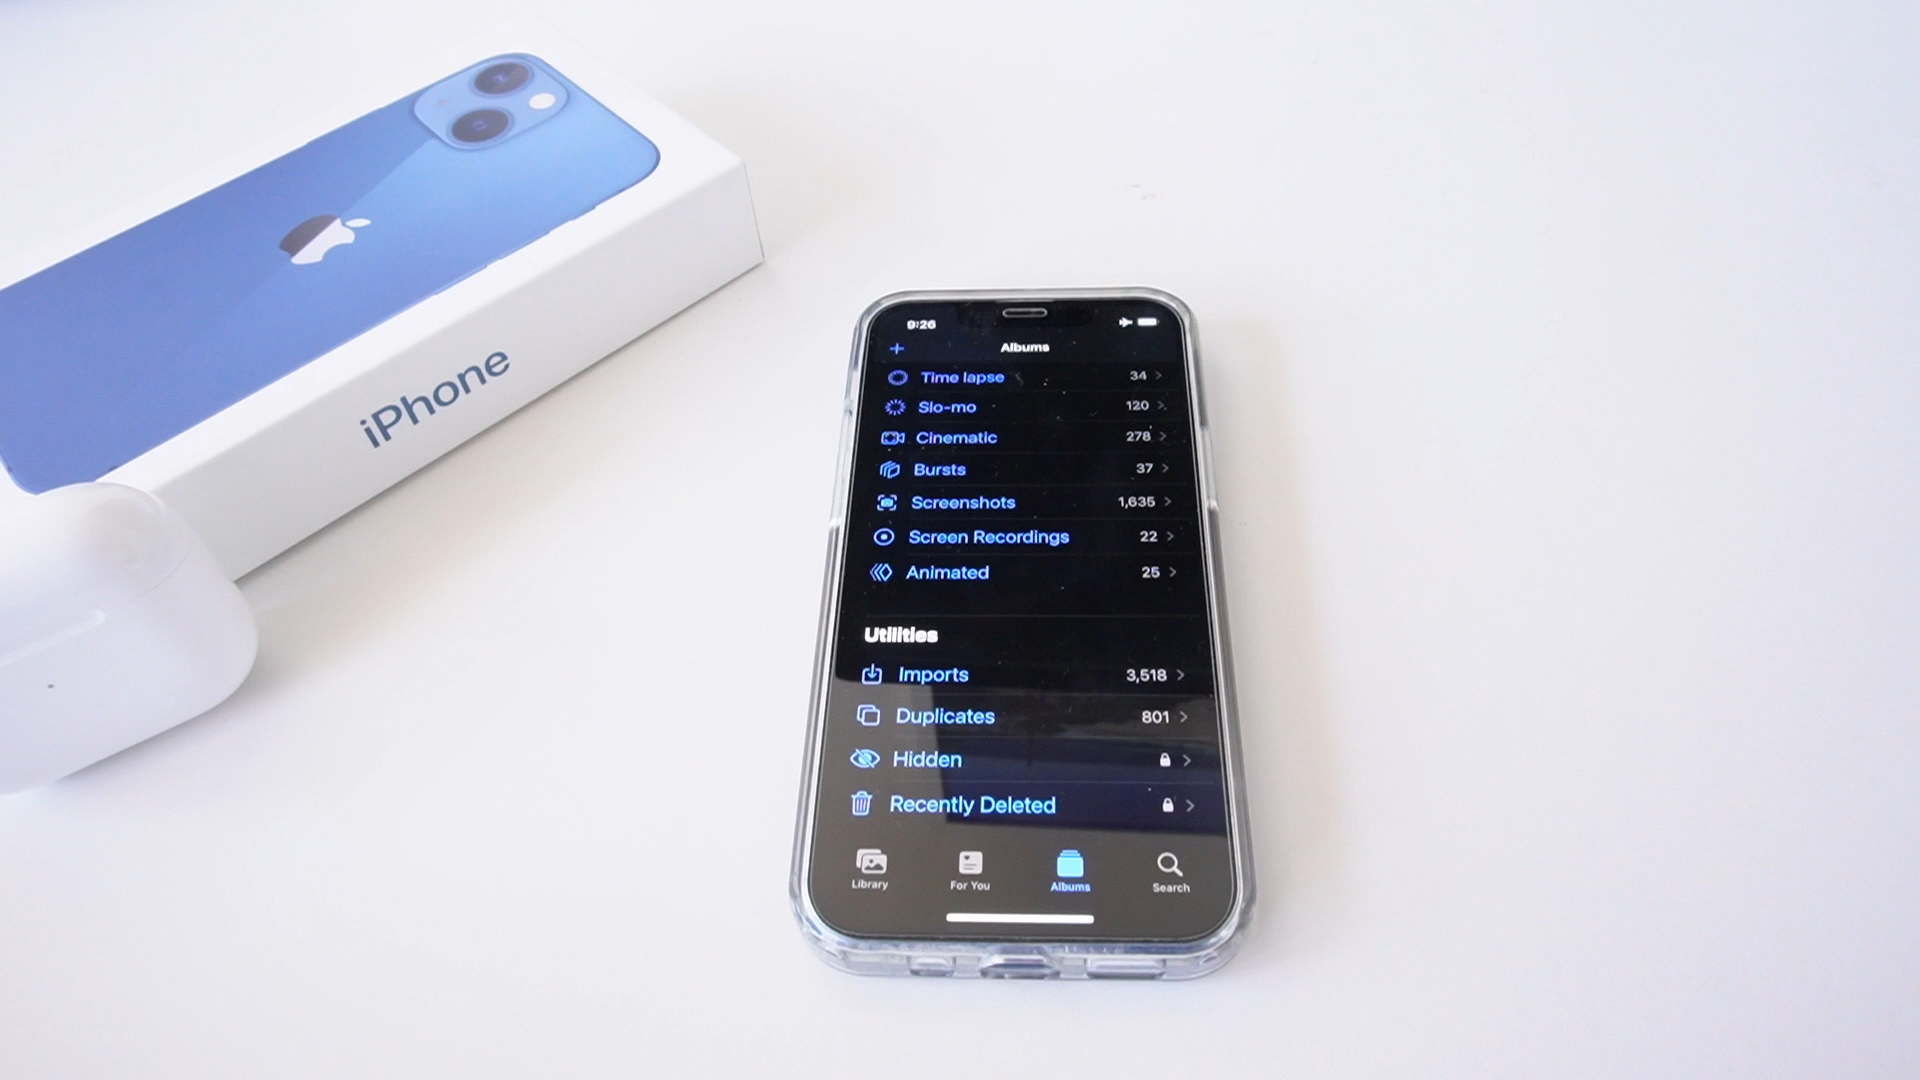 iPhone
9:26
Albums
Time lapse 34
Slo-mo 120
Cinematic 278
Bursts 37
Screenshots 1,635
Screen Recordings 22
Animated 25
Utilities
Imports 3,518
Duplicates 801
Hidden
Recently Deleted
Library For You Albums Search